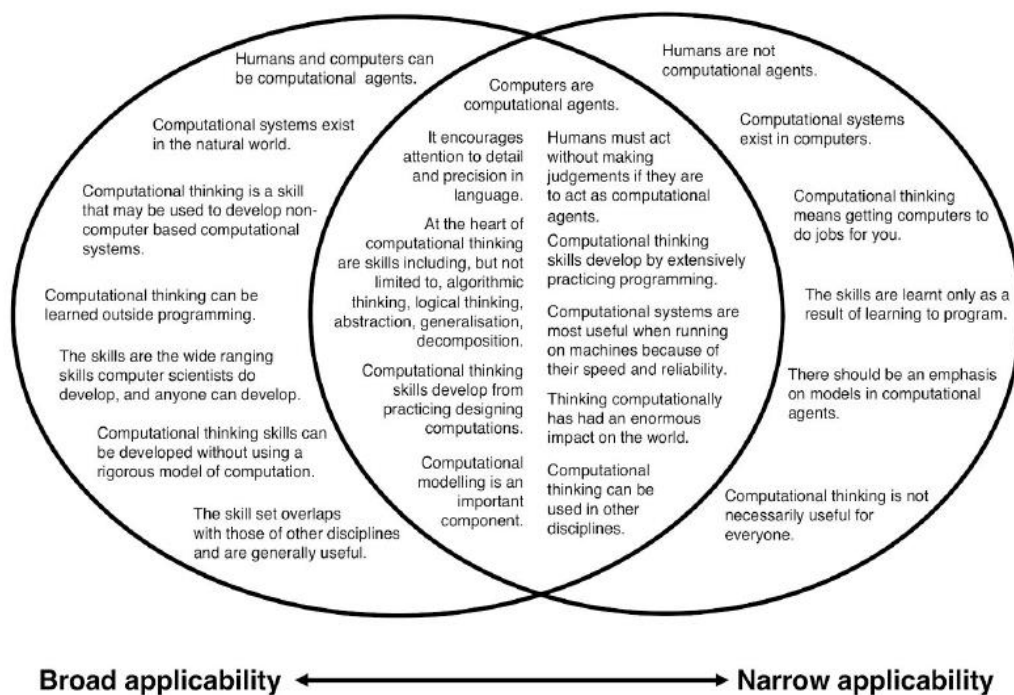 Humans and computers can
be computational agents.
Computational systems exist
in the natural world.
Computational thinking is a skill
that may be used to develop non-
computer based computational
systems.
Computational thinking can be
learned outside programming.
The skills are the wide ranging
skills computer scientists do
develop, and anyone can develop.
Computational thinking skills can
be developed without using a
rigorous model of computation.
The skill set overlaps
with those of other disciplines
and are generally useful.
Computers are
computational agents.
It encourages
attention to detail
and precision in
language.
At the heart of
computational thinking
are skills including, but not
limited to, algorithmic
thinking, logical thinking,
abstraction, generalisation,
decomposition.
Computational thinking
skills develop from
practicing designing
computations.
Computational
modelling is an
important
component.
Humans must act
without making
judgements if they are
to act as computational
agents.
Computational thinking
skills develop by extensively
practicing programming.
Computational systems are
most useful when running
on machines because of
their speed and reliability.
Thinking computationally
has had an enormous
impact on the world.
Computational
thinking can be
used in other
disciplines.
Humans are not
computational agents.
Computational systems
exist in computers.
Computational thinking
means getting computers to
do jobs for you.
The skills are learnt only as a
result of learning to program.
There should be an emphasis
on models in computational
agents.
Computational thinking is not
necessarily useful for
everyone.
Broad applicability
Narrow applicability